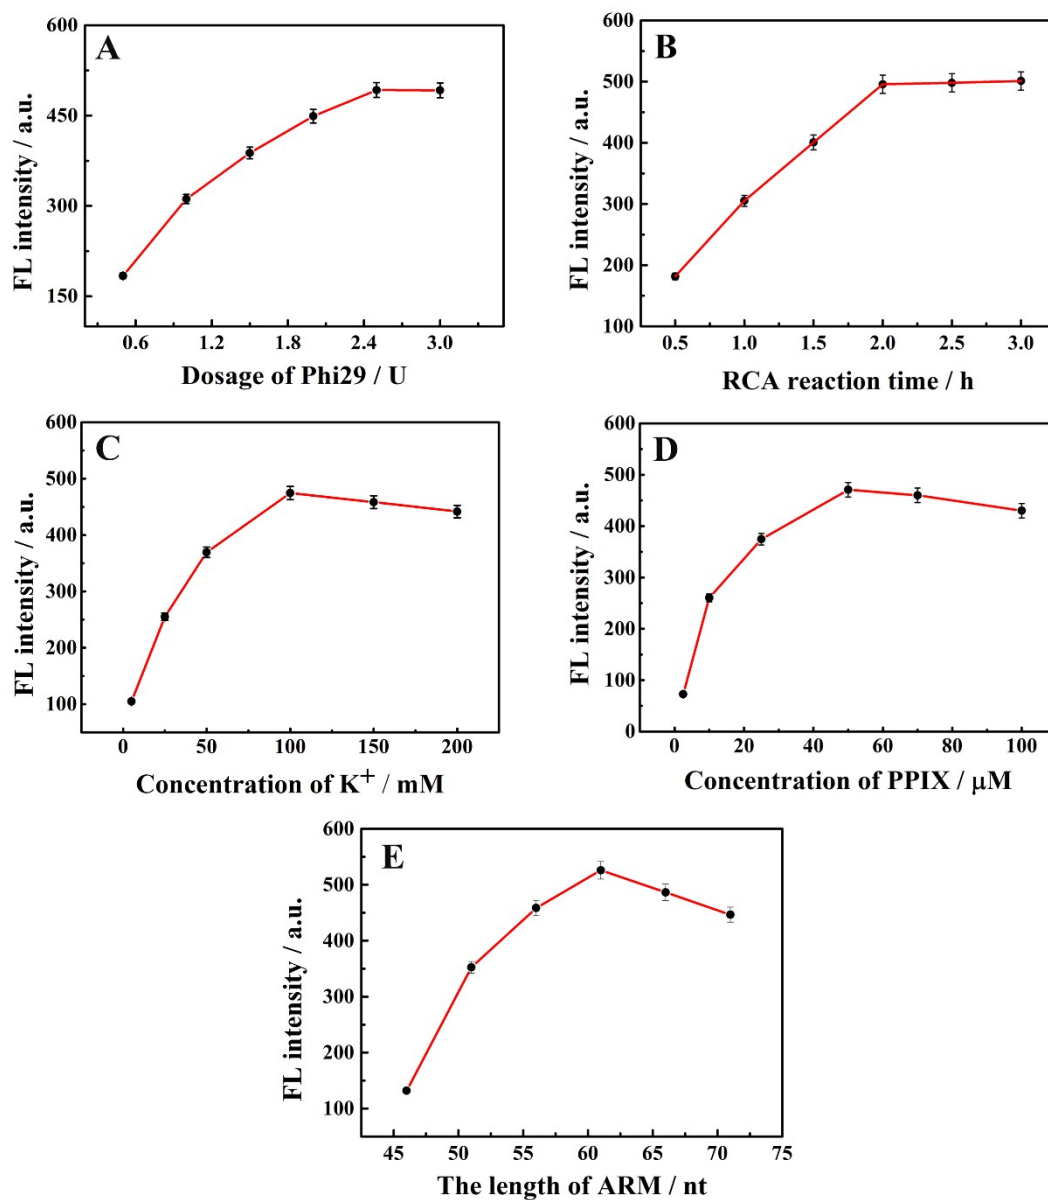 A
FL intensity / a.u.
600
450
300
150
0.6 1.2 1.8 2.4 3.0
Dosage of Phi29 / U
B
FL intensity / a.u.
600
500
400
300
200
100
0.5 1.0 1.5 2.0 2.5 3.0
RCA reaction time / h
C
FL intensity / a.u.
600
500
400
300
200
100
0 50 100 150 200
Concentration of K⁺ / mM
D
FL intensity / a.u.
600
500
400
300
200
100
0
0 20 40 60 80 100
Concentration of PPIX / μM
E
FL intensity / a.u.
600
500
400
300
200
100
45 50 55 60 65 70 75
The length of ARM / nt